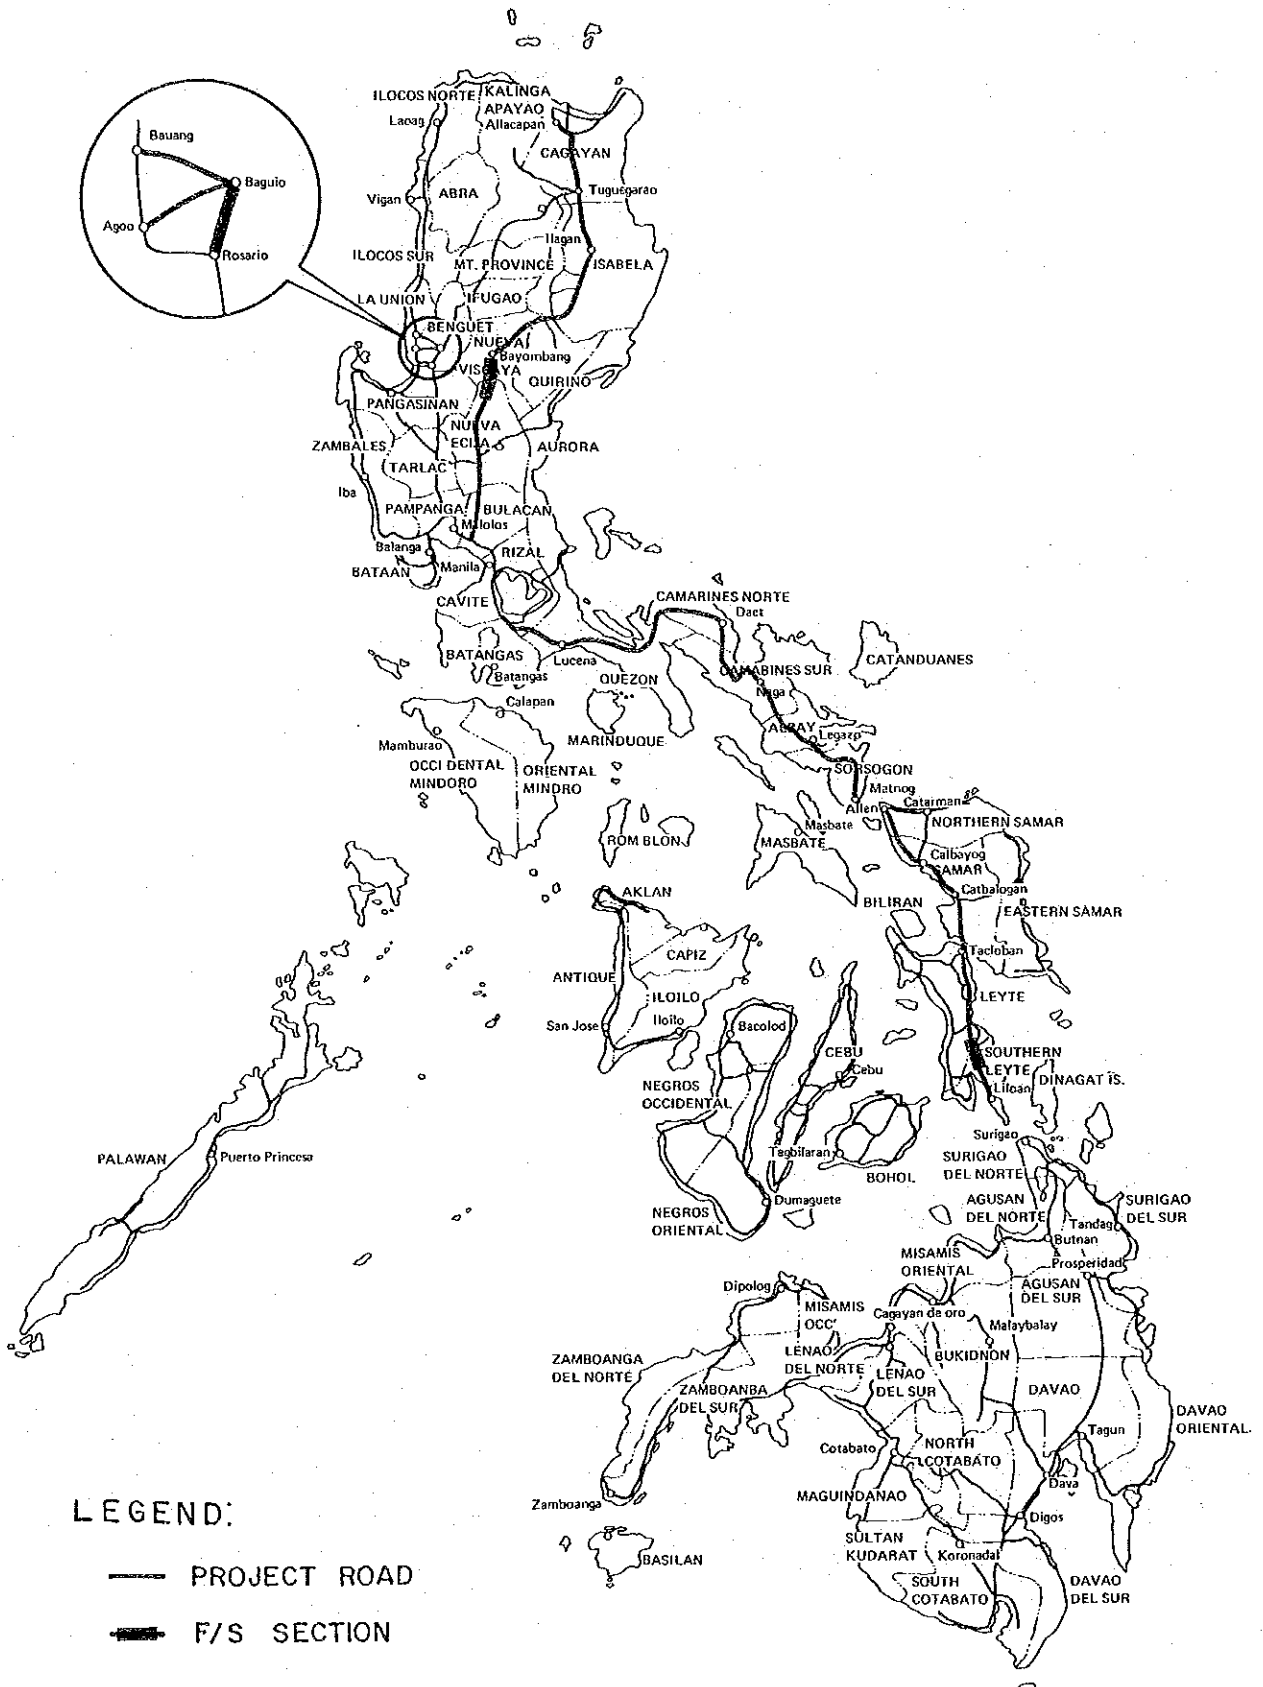 ILOCOS NORTE
KALINGA
APAYAO
Laoag
Allacapan
Bauang
CAGAYAN
Baguio
Tuguegarao
Vigan
ABRA
Agoo
Ilagan
Rosario
ILOCOS SUR
MT. PROVINCE
ISABELA
LA UNION
IFUGAO
BENGUET
NUEVA
VISCAYA
Bayombang
QUIRINO
PANGASINAN
NUEVA
ECIJA
ZAMBALES
AURORA
TARLAC
Iba
PAMPANGA
BULACAN
Malolos
Balanga
RIZAL
BATAAN
Manila
CAVITE
CAMARINES NORTE
Daet
BATANGAS
Lucena
CAMARINES SUR
CATANDUANES
Batangas
QUEZON
Naga
Calapan
ALBAY
Legazp
MARINDUQUE
Mamburao
OCCI DENTAL
MINDORO
ORIENTAL
MINDRO
SORSOGON
Matnog
Allen
Catarman
Masbate
NORTHERN SAMAR
ROM BLON
MASBATE
Calbayog
SAMAR
AKLAN
Catbalogan
BILIRAN
EASTERN SAMAR
Tacloban
CAPIZ
ANTIQUE
ILOILO
LEYTE
San Jose
Iloilo
Bacolod
CEBU
Cebu
SOUTHERN
LEYTE
Liloan
DINAGAT IS.
NEGROS
OCCIDENTAL
Surigao
Tagbilaran
SURIGAO
DEL NORTE
PALAWAN
Puerto Princesa
BOHOL
Dumaguete
AGUSAN
DEL NORTE
SURIGAO
DEL SUR
NEGROS
ORIENTAL
Tandag
Butnan
MISAMIS
ORIENTAL
Prosperidad
AGUSAN
DEL SUR
Dipolog
MISAMIS
OCC'
Cagayan de oro
Malaybalay
LENAO
DEL NORTE
BUKIDNON
ZAMBOANGA
DEL NORTE
LENAO
DEL SUR
ZAMBOANBA
DEL SUR
DAVAO
DAVAO
ORIENTAL.
Tagun
Cotabato
NORTH
COTABATO
Dava
MAGUINDANAO
Zamboanga
Digos
SULTAN
KUDARAT
Koronadal
BASILAN
SOUTH
COTABATO
DAVAO
DEL SUR
LEGEND:
PROJECT ROAD
F/S SECTION